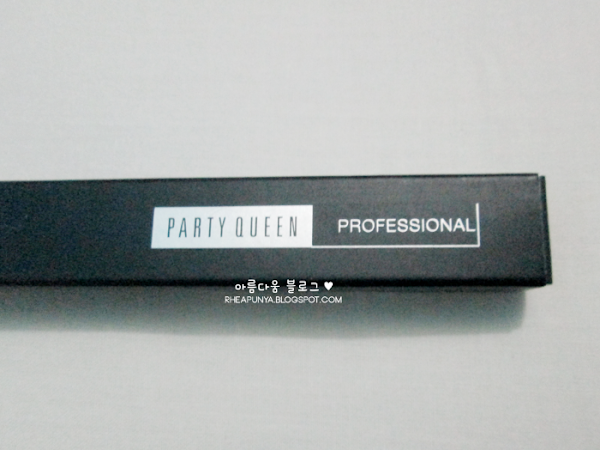 PARTY QUEEN PROFESSIONAL
아름다움 블로그 ♥
RHEAPUNYA.BLOGSPOT.COM